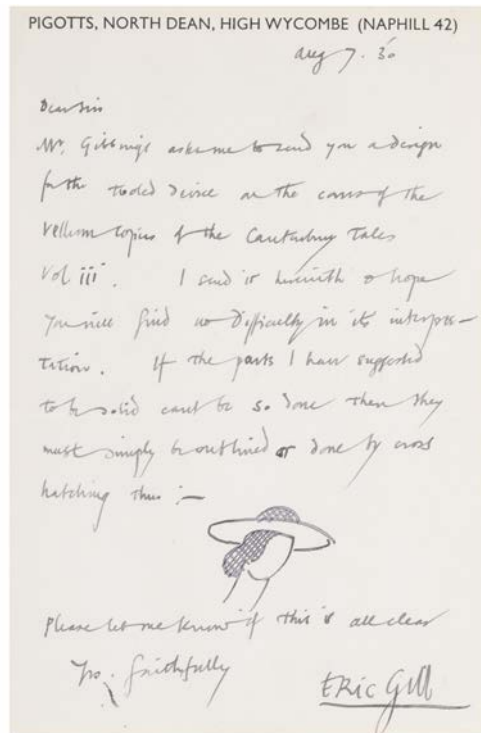 PIGOTTS, NORTH DEAN, HIGH WYCOMBE (NAPHILL 42)
Aug 7. 30
Dear Sir
Mr. Gibbings asks me to send you a design
for the tooled device on the covers of the
Vellum copies of the Canterbury Tales
Vol iii. I send it herewith & hope
you will find no difficulty in its interpre–
tation. If the parts I have suggested
to be solid cant be so done then they
must simply be outlined or done by cross
hatching thus :–
Please let me know if this is all clear
Yrs. faithfully
ERic Gill